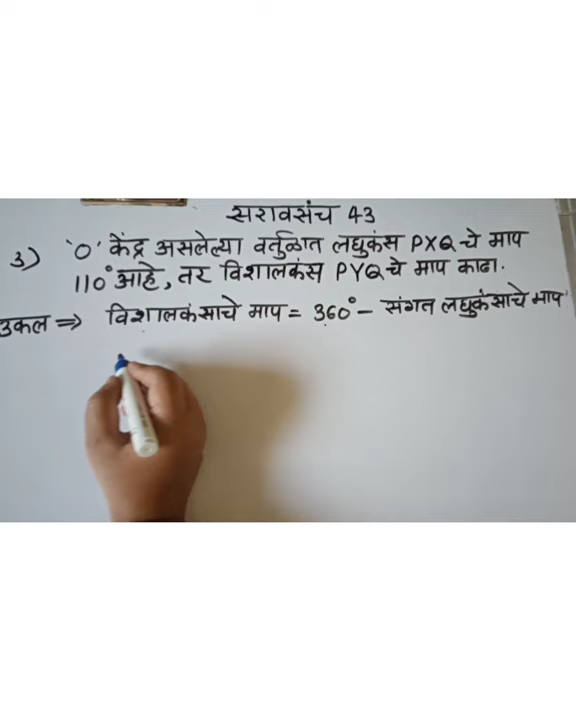 सरावसंच 43
3) 'O' केंद्र असलेल्या वर्तुळात लघुकंस PXQ चे माप
110° आहे, तर विशालकंस PYQ चे माप काढा.
उकल ⇒ विशालकंसाचे माप = 360° - संगत लघुकंसाचे माप